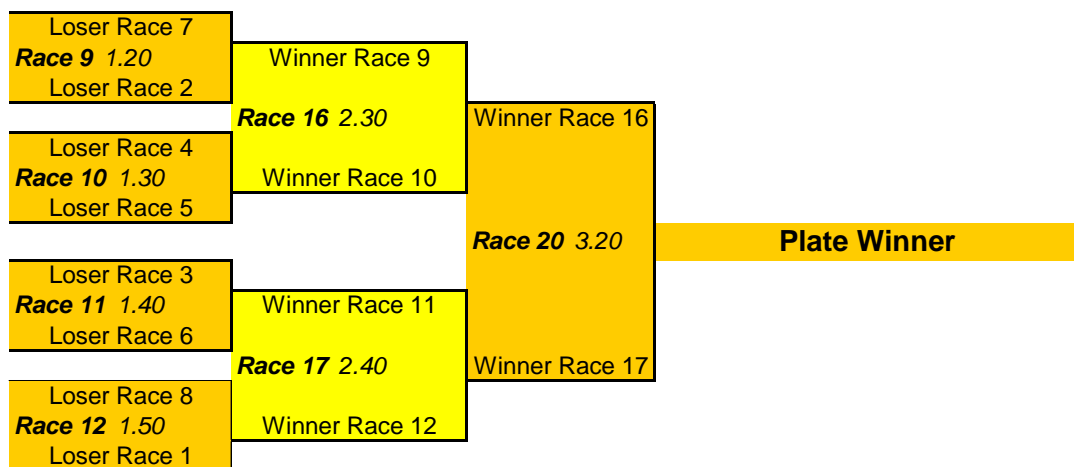 Loser Race 7
Race 9 1.20
Loser Race 2
Loser Race 4
Race 10 1.30
Loser Race 5
Loser Race 3
Race 11 1.40
Loser Race 6
Loser Race 8
Race 12 1.50
Loser Race 1
Winner Race 9
Race 16 2.30
Winner Race 10
Winner Race 11
Race 17 2.40
Winner Race 12
Winner Race 16
Race 20 3.20
Winner Race 17
Plate Winner